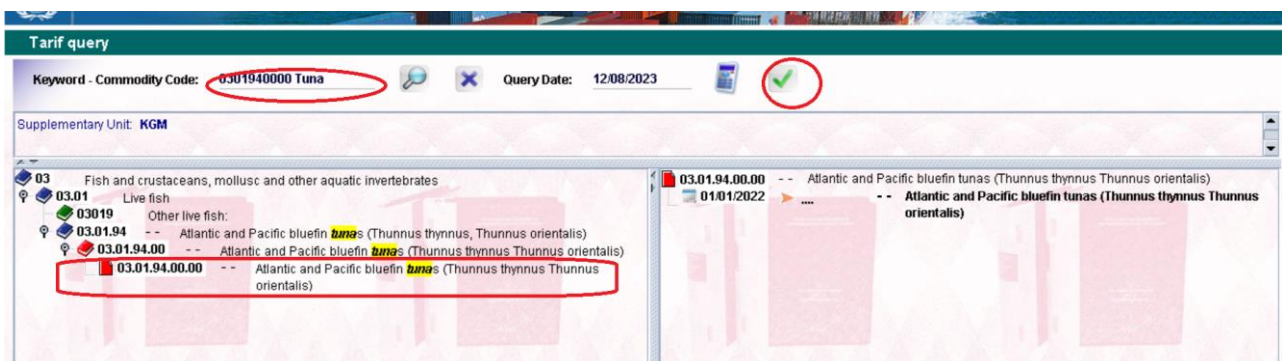 Tarif query
Keyword - Commodity Code: 0301940000 Tuna Query Date: 12/08/2023
Supplementary Unit: KGM
03 Fish and crustaceans, mollusc and other aquatic invertebrates
03.01 Live fish
03019 Other live fish:
03.01.94 - - Atlantic and Pacific bluefin tunas (Thunnus thynnus, Thunnus orientalis)
03.01.94.00 - - Atlantic and Pacific bluefin tunas (Thunnus thynnus Thunnus orientalis)
03.01.94.00.00 - - Atlantic and Pacific bluefin tunas (Thunnus thynnus Thunnus
orientalis)
03.01.94.00.00 - - Atlantic and Pacific bluefin tunas (Thunnus thynnus Thunnus orientalis)
01/01/2022 .... - - Atlantic and Pacific bluefin tunas (Thunnus thynnus Thunnus
orientalis)